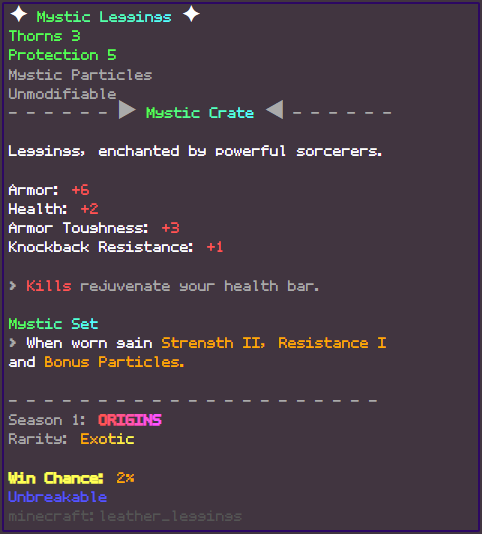 ✦ Mystic Leggings ✦
Thorns 3
Protection 5
Mystic Particles
Unmodifiable
- - - - - - ▶ Mystic Crate ◀ - - - - - -
Leggings, enchanted by powerful sorcerers.
Armor: +6
Health: +2
Armor Toughness: +3
Knockback Resistance: +1
> Kills rejuvenate your health bar.
Mystic Set
> When worn gain Strength II, Resistance I
and Bonus Particles.
- - - - - - - - - - - - - - - - - - - - - -
Season 1: ORIGINS
Rarity: Exotic
Win Chance: 2%
Unbreakable
minecraft:leather_leggings